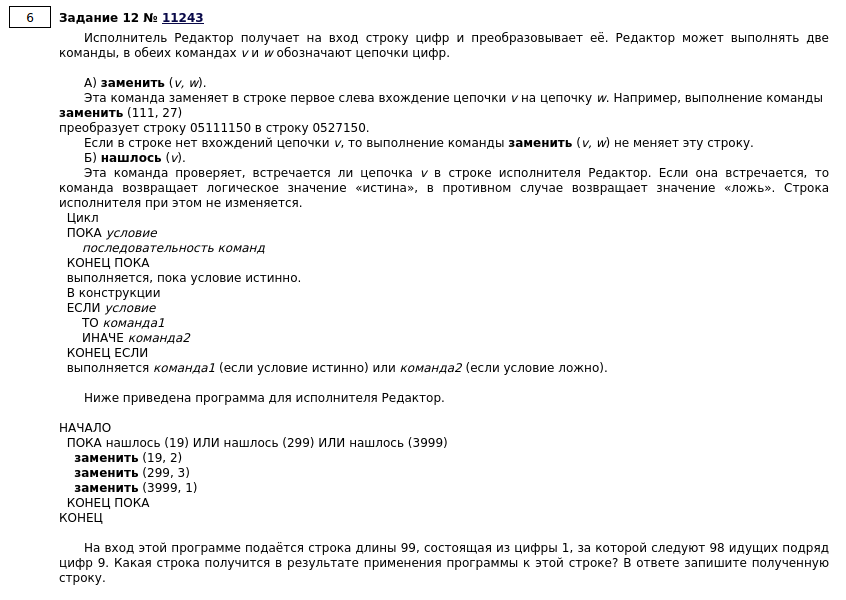 6
Задание 12 № 11243
Исполнитель Редактор получает на вход строку цифр и преобразовывает её. Редактор может выполнять две
команды, в обеих командах v и w обозначают цепочки цифр.
А) заменить (v, w).
Эта команда заменяет в строке первое слева вхождение цепочки v на цепочку w. Например, выполнение команды
заменить (111, 27)
преобразует строку 05111150 в строку 0527150.
Если в строке нет вхождений цепочки v, то выполнение команды заменить (v, w) не меняет эту строку.
Б) нашлось (v).
Эта команда проверяет, встречается ли цепочка v в строке исполнителя Редактор. Если она встречается, то
команда возвращает логическое значение «истина», в противном случае возвращает значение «ложь». Строка
исполнителя при этом не изменяется.
Цикл
ПОКА условие
последовательность команд
КОНЕЦ ПОКА
выполняется, пока условие истинно.
В конструкции
ЕСЛИ условие
ТО команда1
ИНАЧЕ команда2
КОНЕЦ ЕСЛИ
выполняется команда1 (если условие истинно) или команда2 (если условие ложно).
Ниже приведена программа для исполнителя Редактор.
НАЧАЛО
ПОКА нашлось (19) ИЛИ нашлось (299) ИЛИ нашлось (3999)
заменить (19, 2)
заменить (299, 3)
заменить (3999, 1)
КОНЕЦ ПОКА
КОНЕЦ
На вход этой программе подаётся строка длины 99, состоящая из цифры 1, за которой следуют 98 идущих подряд
цифр 9. Какая строка получится в результате применения программы к этой строке? В ответе запишите полученную
строку.